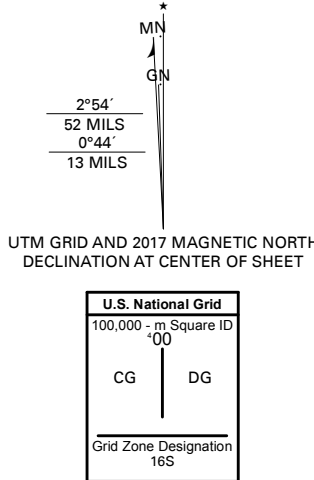 MN
GN
2°54´
52 MILS
0°44´
13 MILS
UTM GRID AND 2017 MAGNETIC NORTH
DECLINATION AT CENTER OF SHEET
U.S. National Grid
100,000 - m Square ID
⁴00
CG DG
Grid Zone Designation
16S